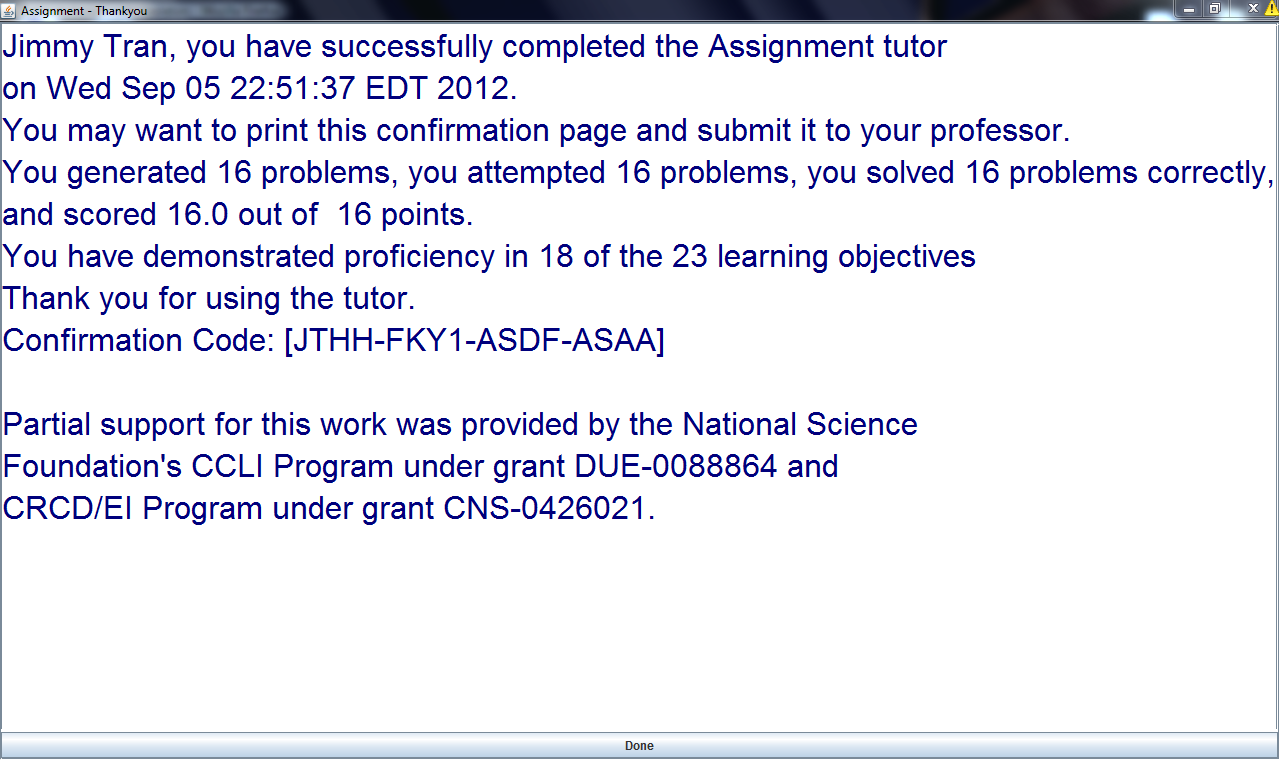 Assignment - Thankyou
Jimmy Tran, you have successfully completed the Assignment tutor
on Wed Sep 05 22:51:37 EDT 2012.
You may want to print this confirmation page and submit it to your professor.
You generated 16 problems, you attempted 16 problems, you solved 16 problems correctly,
and scored 16.0 out of  16 points.
You have demonstrated proficiency in 18 of the 23 learning objectives
Thank you for using the tutor.
Confirmation Code: [JTHH-FKY1-ASDF-ASAA]
Partial support for this work was provided by the National Science
Foundation's CCLI Program under grant DUE-0088864 and
CRCD/EI Program under grant CNS-0426021.
Done